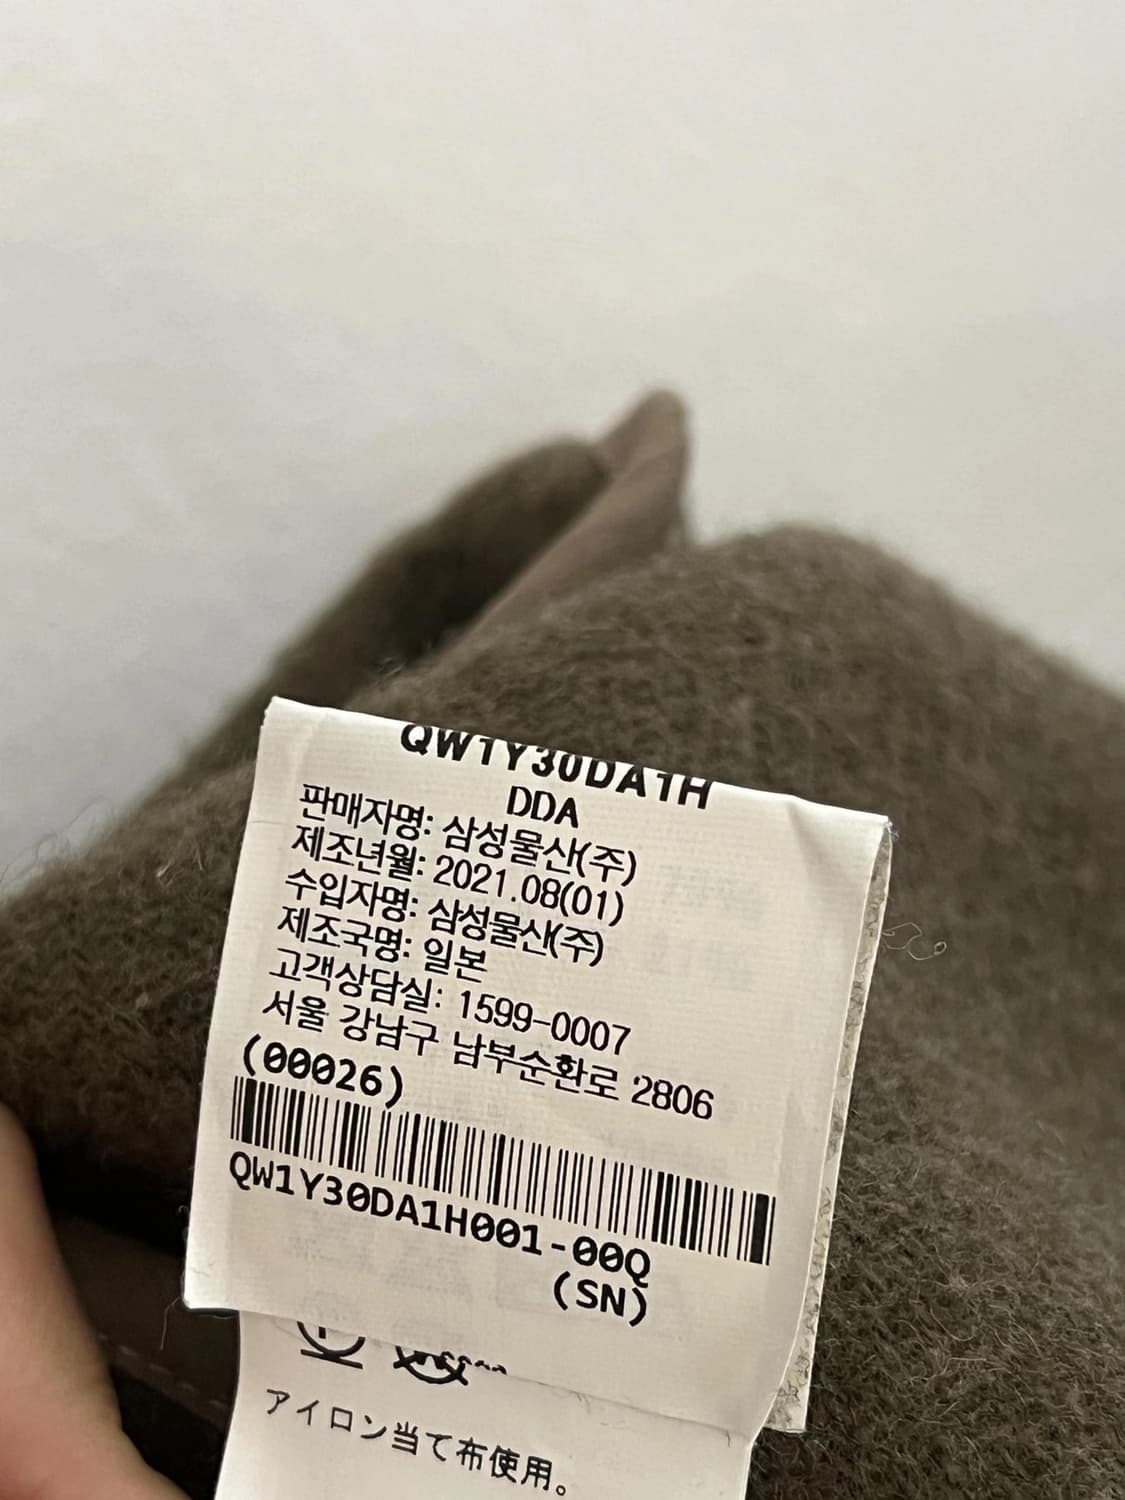 QW1Y30DA1H
DDA
판매자명: 삼성물산(주)
제조년월: 2021.08(01)
수입자명: 삼성물산(주)
제조국명: 일본
고객상담실: 1599-0007
서울 강남구 남부순환로 2806
(00026)
QW1Y30DA1H001-00Q
(SN)
アイロン当て布使用。